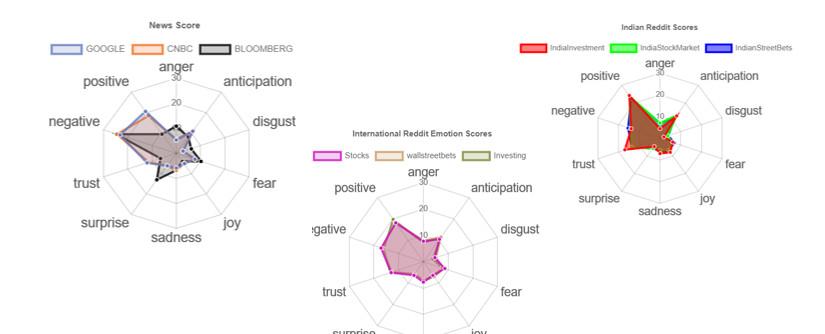 News Score
GOOGLE CNBC BLOOMBERG
anger
30
positive anticipation
20
negative disgust
trust fear
surprise joy
sadness
International Reddit Emotion Scores
Stocks wallstreetbets Investing
anger
30
positive anticipation
20
egative disgust
10
trust fear
surprise joy
Indian Reddit Scores
IndiaInvestment IndiaStockMarket IndianStreetBets
anger
30
positive anticipation
20
negative disgust
10
trust fear
surprise joy
sadness